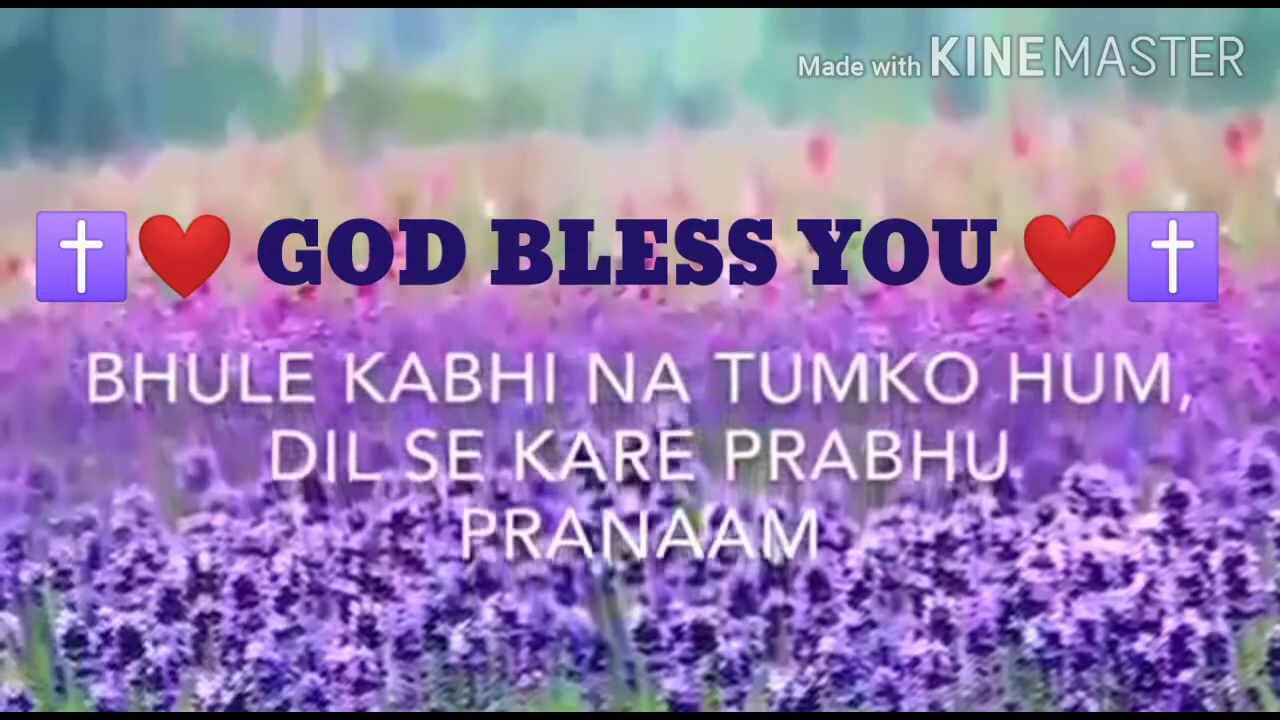 Made with KINEMASTER
✝️❤️ GOD BLESS YOU ❤️✝️
BHULE KABHI NA TUMKO HUM,
DIL SE KARE PRABHU
PRANAAM